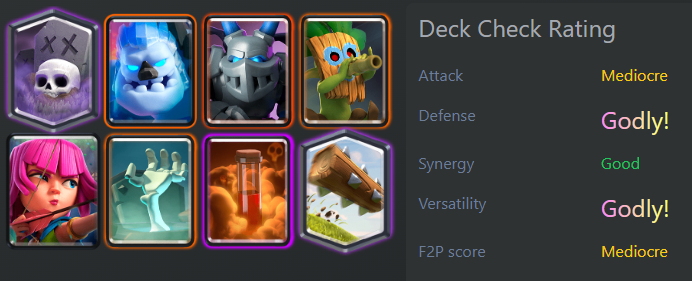 Deck Check Rating
Attack Mediocre
Defense Godly!
Synergy Good
Versatility Godly!
F2P score Mediocre